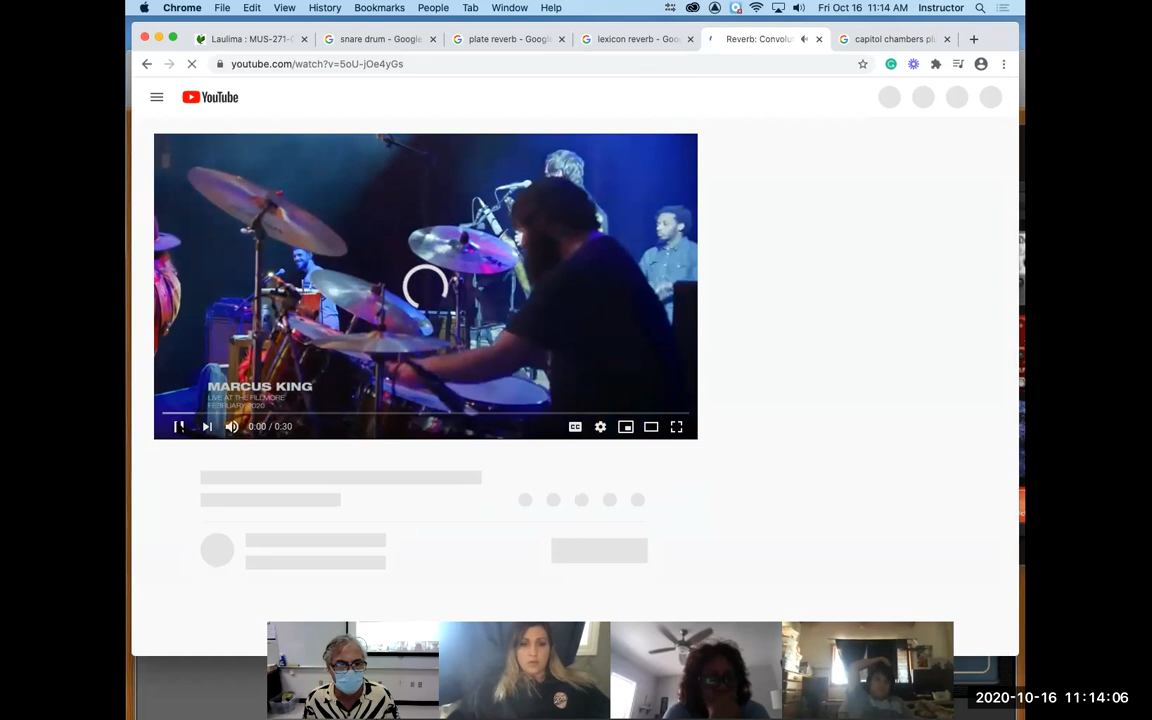 Chrome File Edit View History Bookmarks People Tab Window Help Fri Oct 16 11:14 AM Instructor
Laulima : MUS-271- snare drum - Google plate reverb - Google lexicon reverb - Goo Reverb: Convolu capitol chambers pl
youtube.com/watch?v=5oU-jOe4yGs
YouTube
MARCUS KING
LIVE AT THE FILLMORE
FEBRUARY 2020
0:00 / 0:30
CC
2020-10-16 11:14:06